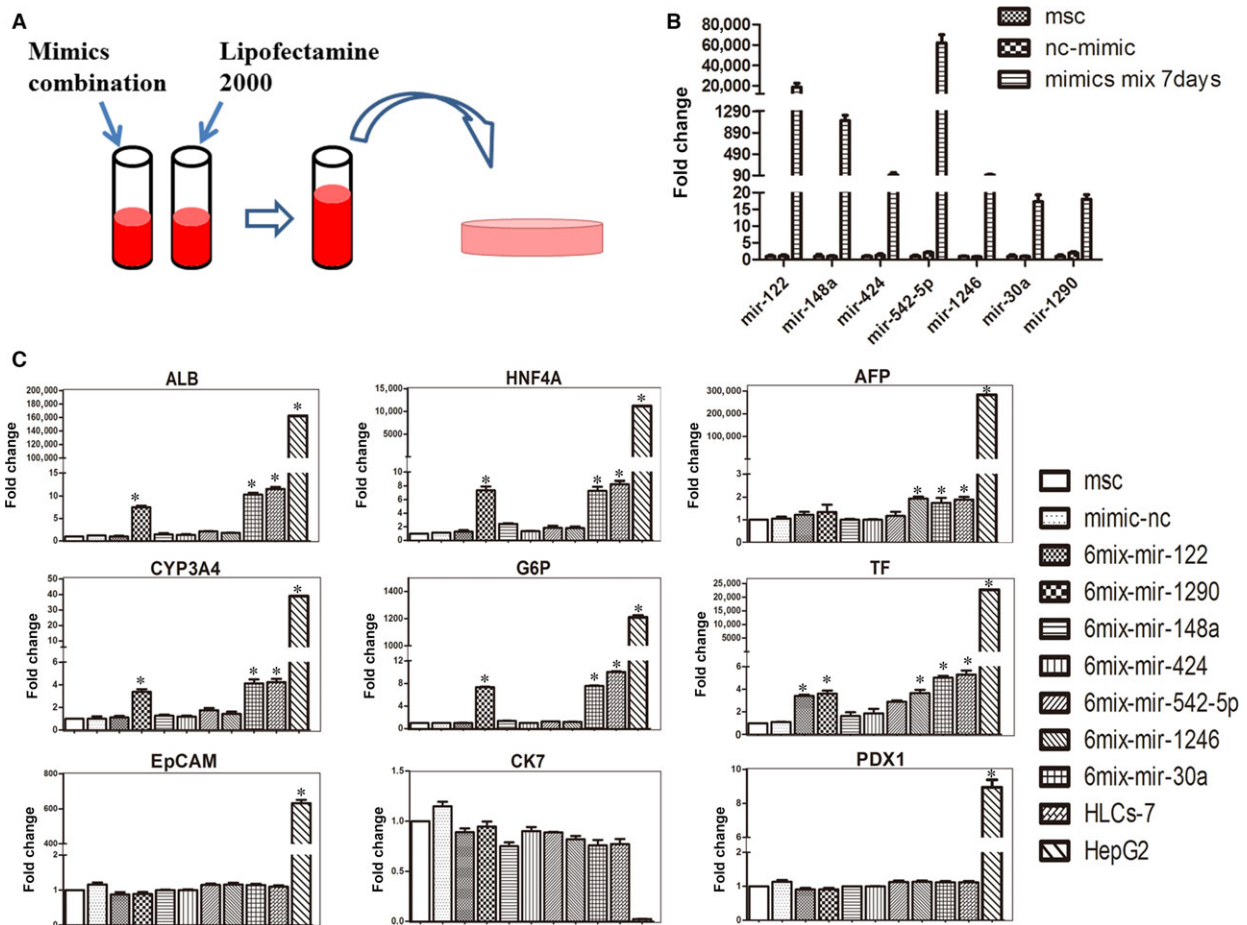 A
Mimics
combination
Lipofectamine
2000
B
Fold change
80,000
60,000
40,000
20,000
1290
890
490
90
20
15
10
5
0
mir-122
mir-148a
mir-424
mir-542-5p
mir-1246
mir-30a
mir-1290
msc
nc-mimic
mimics mix 7days
C
ALB
Fold change
200,000
180,000
160,000
140,000
120,000
100,000
15
10
5
0
* * * *
HNF4A
Fold change
15,000
10,000
5000
10
8
6
4
2
0
* * * *
AFP
Fold change
300,000
100,000
3
2
1
0
* * * *
CYP3A4
Fold change
50
40
30
20
10
6
4
2
0
* * * *
G6P
Fold change
1400
1200
12
8
4
0
* * * *
TF
Fold change
25,000
20,000
15,000
10,000
5000
6
4
2
0
* * * * * *
EpCAM
Fold change
800
600
400
2
1
0
*
CK7
Fold change
1.5
1.0
0.5
0.0
PDX1
Fold change
10
8
6
2
1
0
*
msc
mimic-nc
6mix-mir-122
6mix-mir-1290
6mix-mir-148a
6mix-mir-424
6mix-mir-542-5p
6mix-mir-1246
6mix-mir-30a
HLCs-7
HepG2